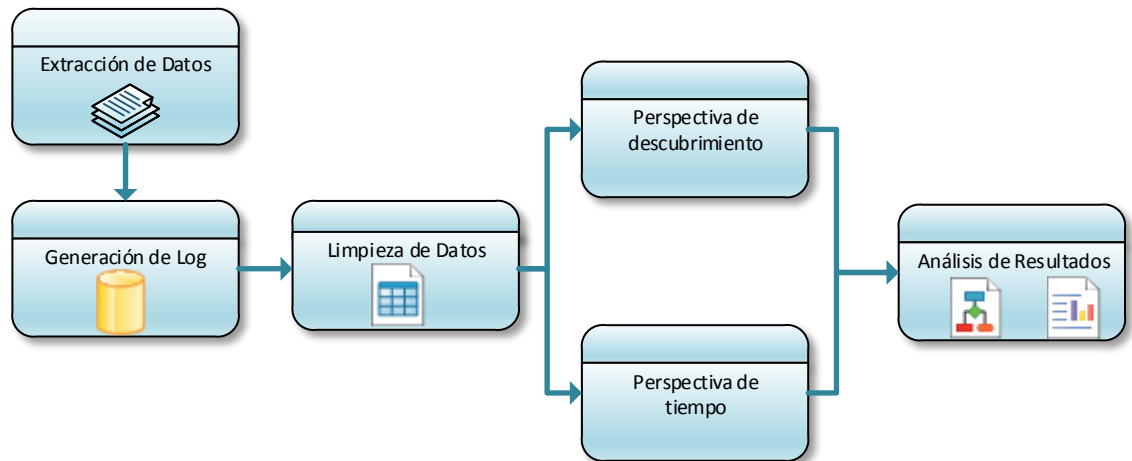 Extracción de Datos
Generación de Log
Limpieza de Datos
Perspectiva de
descubrimiento
Perspectiva de
tiempo
Análisis de Resultados